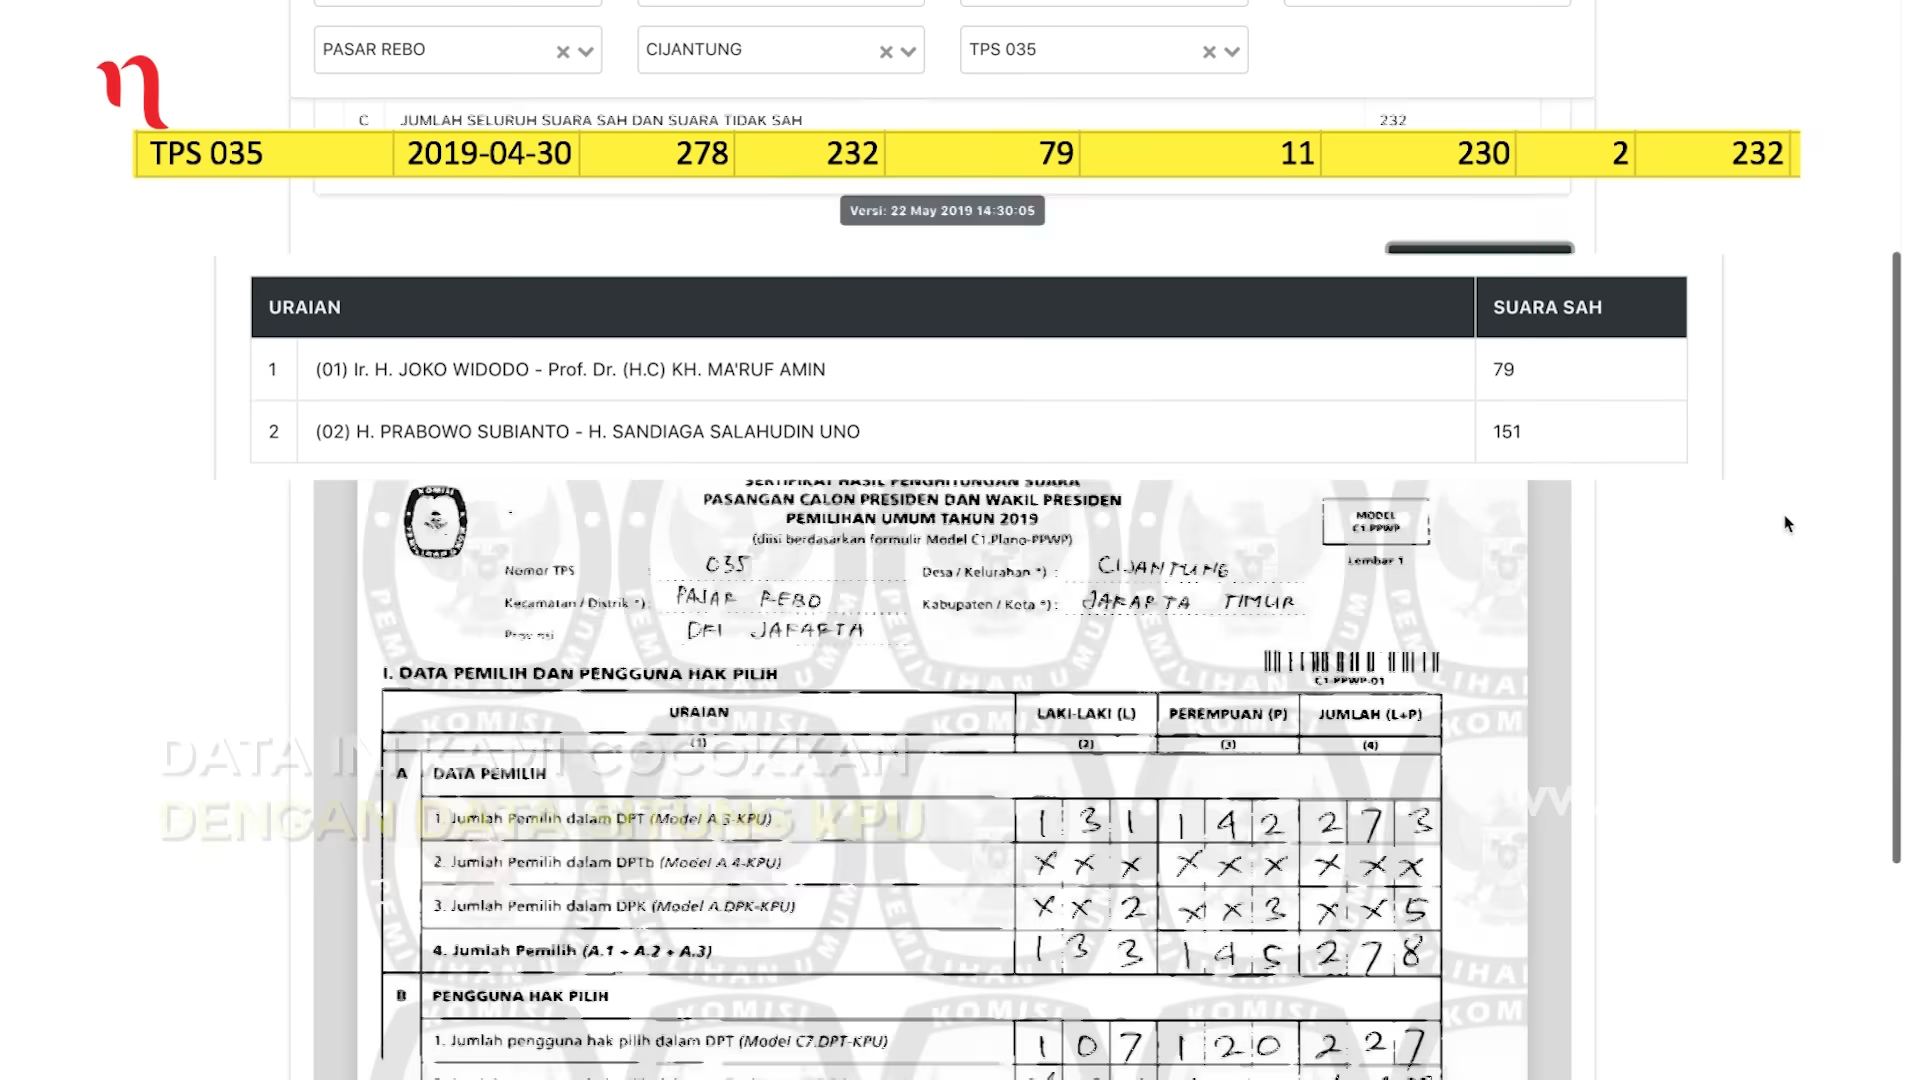 PASAR REBO
CIJANTUNG
TPS 035
C JUMLAH SELURUH SUARA SAH DAN SUARA TIDAK SAH 232
TPS 035 2019-04-30 278 232 79 11 230 2 232
Versi: 22 May 2019 14:30:05
URAIAN SUARA SAH
1 (01) Ir. H. JOKO WIDODO - Prof. Dr. (H.C) KH. MA'RUF AMIN 79
2 (02) H. PRABOWO SUBIANTO - H. SANDIAGA SALAHUDIN UNO 151
SERTIFIKAT HASIL PENGHITUNGAN SUARA
PASANGAN CALON PRESIDEN DAN WAKIL PRESIDEN
PEMILIHAN UMUM TAHUN 2019
(diisi berdasarkan formulir Model C1.Plano-PPWP)
MODEL
C1-PPWP
Lembar 1
Nomor TPS : 035
Desa / Kelurahan *) : CIJANTUNG
Kecamatan / Distrik *) : PASAR REBO
Kabupaten / Kota *) : JAKARTA TIMUR
Provinsi DKI JAKARTA
I. DATA PEMILIH DAN PENGGUNA HAK PILIH
C1-PPWP-01
URAIAN LAKI-LAKI (L) PEREMPUAN (P) JUMLAH (L+P)
(1) (2) (3) (4)
A DATA PEMILIH
1. Jumlah Pemilih dalam DPT (Model A.3-KPU) 1 3 1 1 4 2 2 7 3
2. Jumlah Pemilih dalam DPTb (Model A.4-KPU) X X X X X X X X X
3. Jumlah Pemilih dalam DPK (Model A.DPK-KPU) X X 2 X X 3 X X 5
4. Jumlah Pemilih (A.1 + A.2 + A.3) 1 3 3 1 4 5 2 7 8
B PENGGUNA HAK PILIH
1. Jumlah pengguna hak pilih dalam DPT (Model C7.DPT-KPU) 1 0 7 1 2 0 2 2 7
DATA INI KAMI COCOKKAN
DENGAN DATA SITUNG KPU